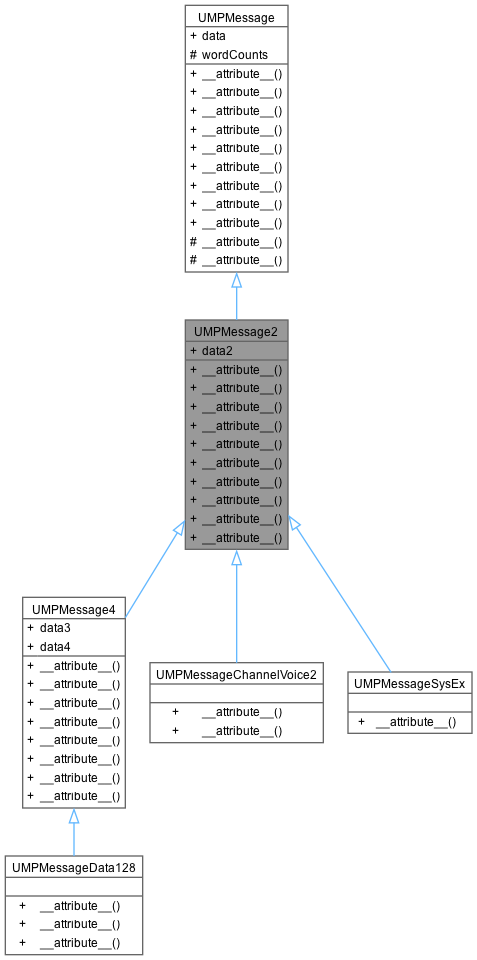 UMPMessage
+ data
# wordCounts
+ __attribute__()
+ __attribute__()
+ __attribute__()
+ __attribute__()
+ __attribute__()
+ __attribute__()
+ __attribute__()
+ __attribute__()
+ __attribute__()
# __attribute__()
# __attribute__()
UMPMessage2
+ data2
+ __attribute__()
+ __attribute__()
+ __attribute__()
+ __attribute__()
+ __attribute__()
+ __attribute__()
+ __attribute__()
+ __attribute__()
+ __attribute__()
+ __attribute__()
UMPMessage4
+ data3
+ data4
+ __attribute__()
+ __attribute__()
+ __attribute__()
+ __attribute__()
+ __attribute__()
+ __attribute__()
+ __attribute__()
+ __attribute__()
UMPMessageChannelVoice2
+ __attribute__()
+ __attribute__()
UMPMessageSysEx
+ __attribute__()
UMPMessageData128
+ __attribute__()
+ __attribute__()
+ __attribute__()